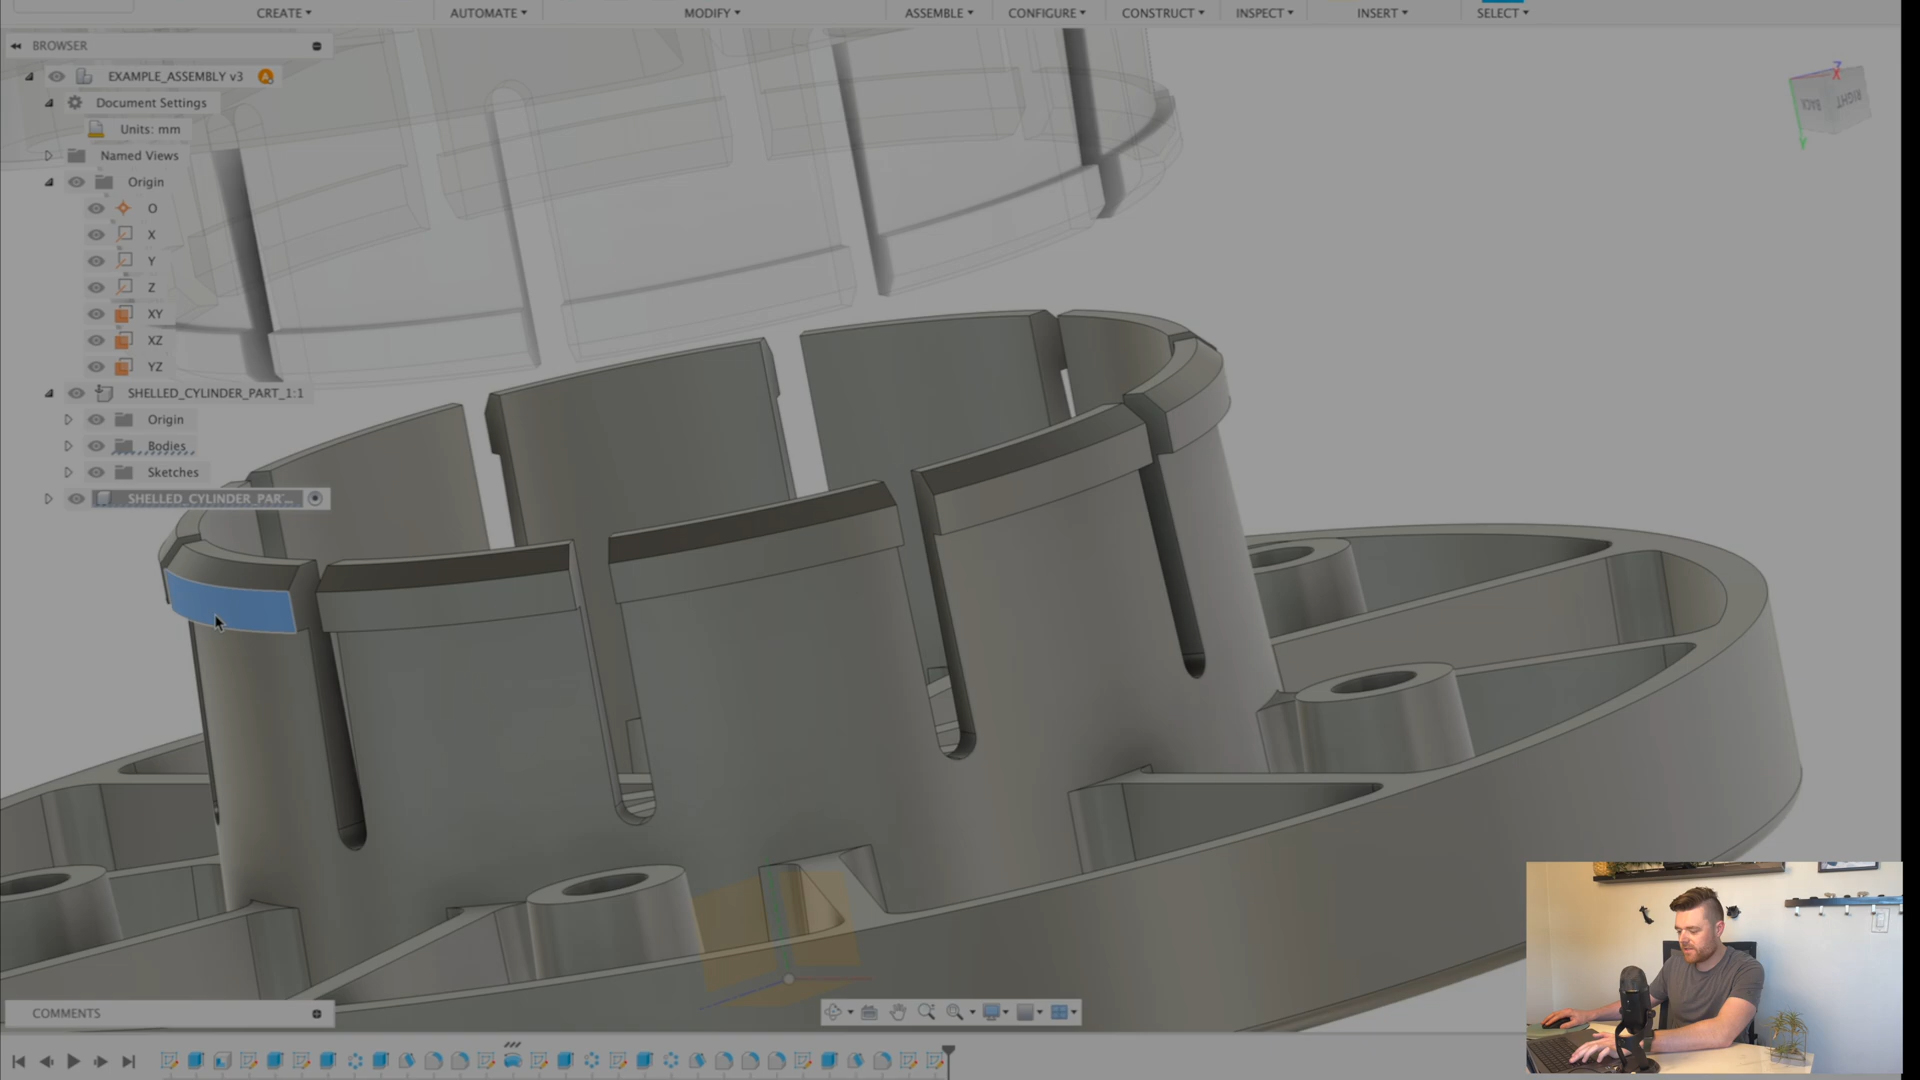 CREATE
AUTOMATE
MODIFY
ASSEMBLE
CONFIGURE
CONSTRUCT
INSPECT
INSERT
SELECT
BROWSER
EXAMPLE_ASSEMBLY v3
Document Settings
Units: mm
Named Views
Origin
O
X
Y
Z
XY
XZ
YZ
SHELLED_CYLINDER_PART_1:1
Origin
Bodies
Sketches
SHELLED_CYLINDER_PAR...
Z
X
BACK
RIGHT
Y
COMMENTS